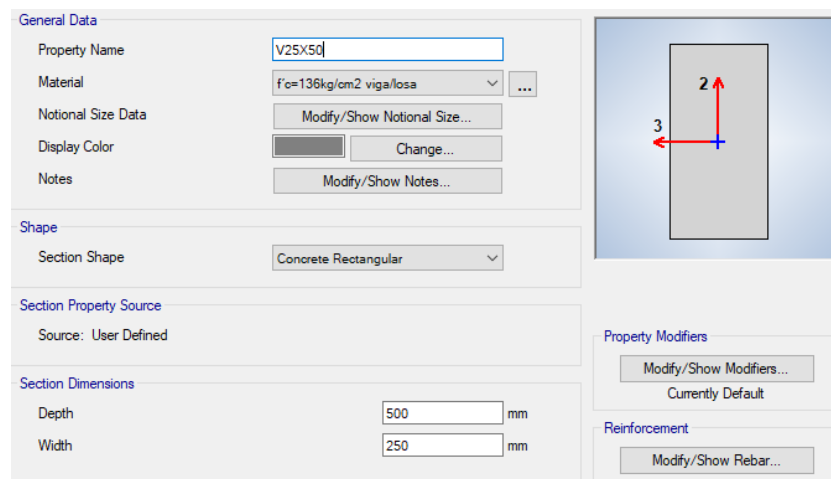 General Data
Property Name V25X50
Material f'c=136kg/cm2 viga/losa ...
Notional Size Data Modify/Show Notional Size...
Display Color Change...
Notes Modify/Show Notes...
2
3
Shape
Section Shape Concrete Rectangular
Section Property Source
Source: User Defined
Property Modifiers
Modify/Show Modifiers...
Currently Default
Section Dimensions
Depth 500 mm
Width 250 mm
Reinforcement
Modify/Show Rebar...